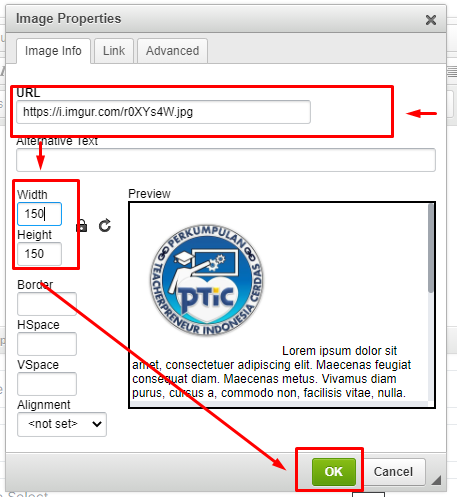 Image Properties
Image Info Link Advanced
URL
https://i.imgur.com/r0XYs4W.jpg
Alternative Text
Width
150
Height
150
Border
HSpace
VSpace
Alignment
<not set>
Preview
PERKUMPULAN
TEACHERPRENEUR INDONESIA CERDAS
PTIC
Lorem ipsum dolor sit
amet, consectetuer adipiscing elit. Maecenas feugiat
consequat diam. Maecenas metus. Vivamus diam
purus, cursus a, commodo non, facilisis vitae, nulla.
OK Cancel
Select